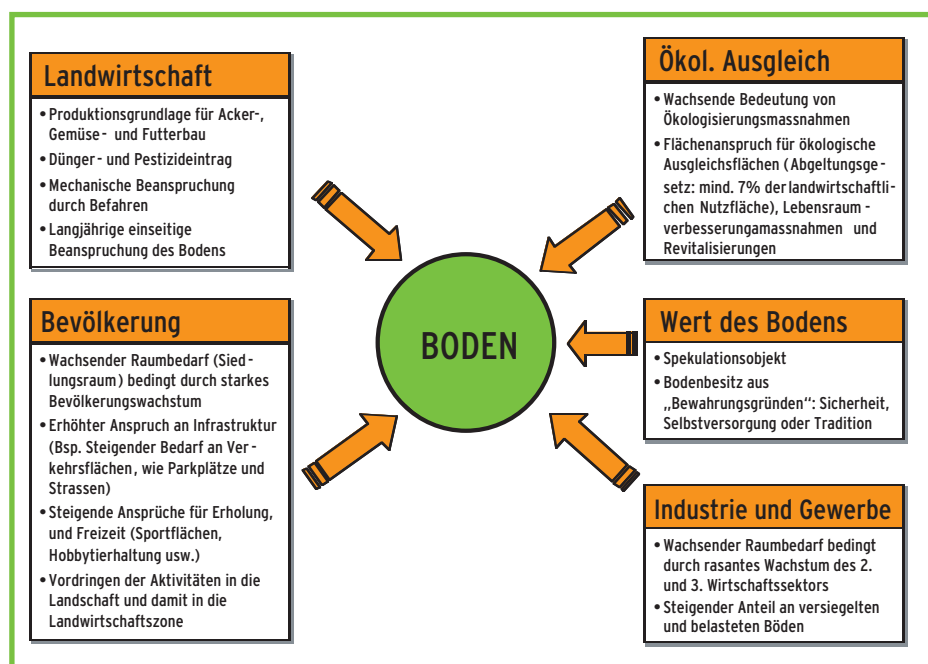 Landwirtschaft
• Produktionsgrundlage für Acker-,
Gemüse- und Futterbau
• Dünger- und Pestizideintrag
• Mechanische Beanspruchung
durch Befahren
• Langjährige einseitige
Beanspruchung des Bodens
Bevölkerung
• Wachsender Raumbedarf (Sied-
lungsraum) bedingt durch starkes
Bevölkerungswachstum
• Erhöhter Anspruch an Infrastruktur
(Bsp. Steigender Bedarf an Ver-
kehrsflächen, wie Parkplätze und
Strassen)
• Steigende Ansprüche für Erholung,
und Freizeit (Sportflächen,
Hobbytierhaltung usw.)
• Vordringen der Aktivitäten in die
Landschaft und damit in die
Landwirtschaftszone
BODEN
Ökol. Ausgleich
• Wachsende Bedeutung von
Ökologisierungsmassnahmen
• Flächenanspruch für ökologische
Ausgleichsflächen (Abgeltungsge-
setz: mind. 7% der landwirtschaftli-
chen Nutzfläche), Lebensraum-
verbesserungamassnahmen und
Revitalisierungen
Wert des Bodens
• Spekulationsobjekt
• Bodenbesitz aus
„Bewahrungsgründen“: Sicherheit,
Selbstversorgung oder Tradition
Industrie und Gewerbe
• Wachsender Raumbedarf bedingt
durch rasantes Wachstum des 2.
und 3. Wirtschaftssektors
• Steigender Anteil an versiegelten
und belasteten Böden